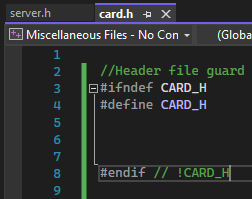 server.h card.h
Miscellaneous Files - No Con (Globa
1
2 //Header file guard
3 #ifndef CARD_H
4 #define CARD_H
5
6
7
8 #endif // !CARD_H